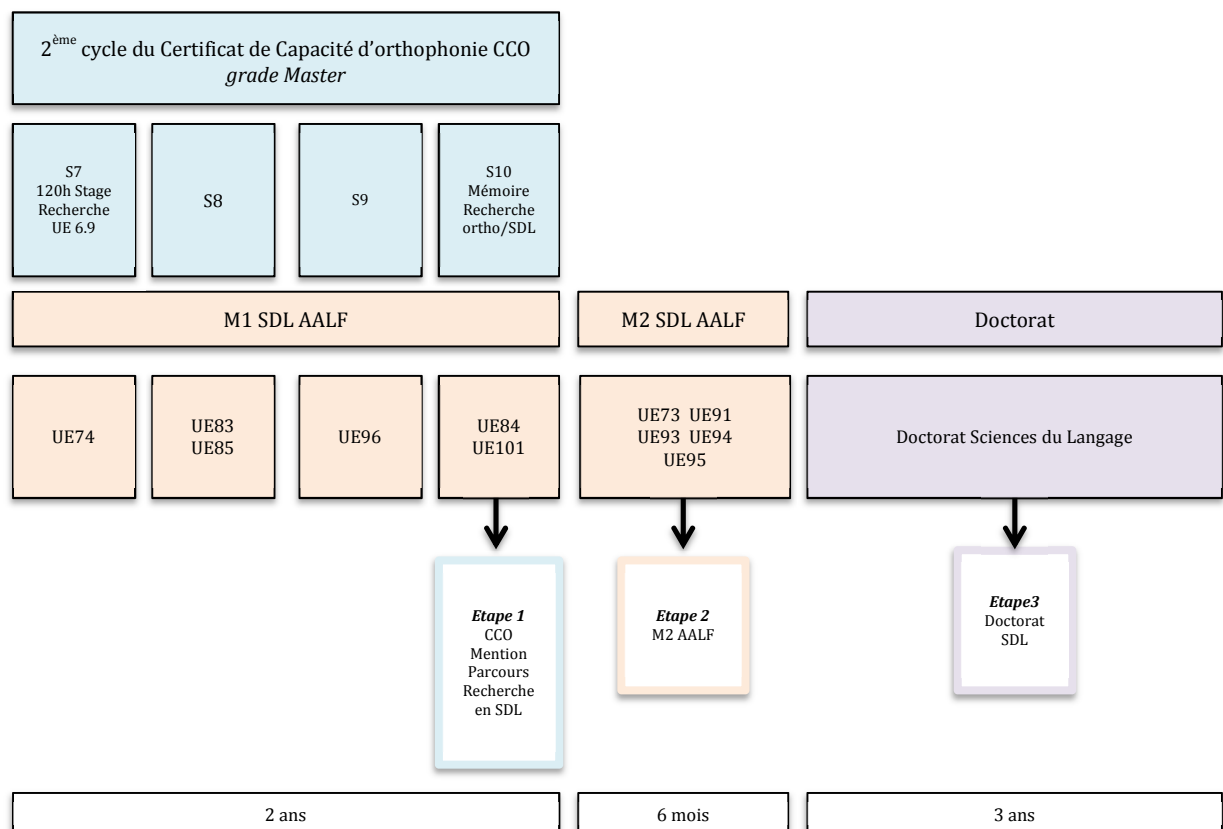 2ème cycle du Certificat de Capacité d'orthophonie CCO
grade Master
S7
120h Stage
Recherche
UE 6.9
S8
S9
S10
Mémoire
Recherche
ortho/SDL
M1 SDL AALF
M2 SDL AALF
Doctorat
UE74
UE83
UE85
UE96
UE84
UE101
UE73 UE91
UE93 UE94
UE95
Doctorat Sciences du Langage
Etape 1
CCO
Mention
Parcours
Recherche
en SDL
Etape 2
M2 AALF
Etape3
Doctorat
SDL
2 ans
6 mois
3 ans